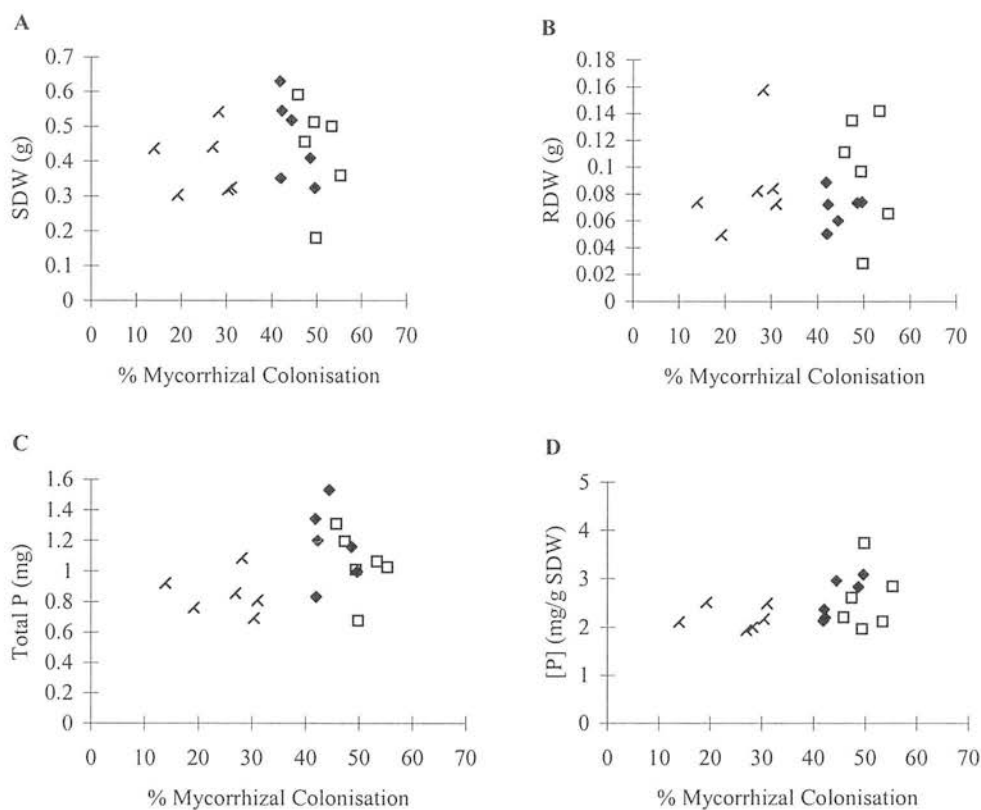 A
SDW (g)
0.7
0.6
0.5
0.4
0.3
0.2
0.1
0
0 10 20 30 40 50 60 70
% Mycorrhizal Colonisation
B
RDW (g)
0.18
0.16
0.14
0.12
0.1
0.08
0.06
0.04
0.02
0
0 10 20 30 40 50 60 70
% Mycorrhizal Colonisation
C
Total P (mg)
1.6
1.4
1.2
1
0.8
0.6
0.4
0.2
0
0 10 20 30 40 50 60 70
% Mycorrhizal Colonisation
D
[P] (mg/g SDW)
5
4
3
2
1
0
0 10 20 30 40 50 60 70
% Mycorrhizal Colonisation